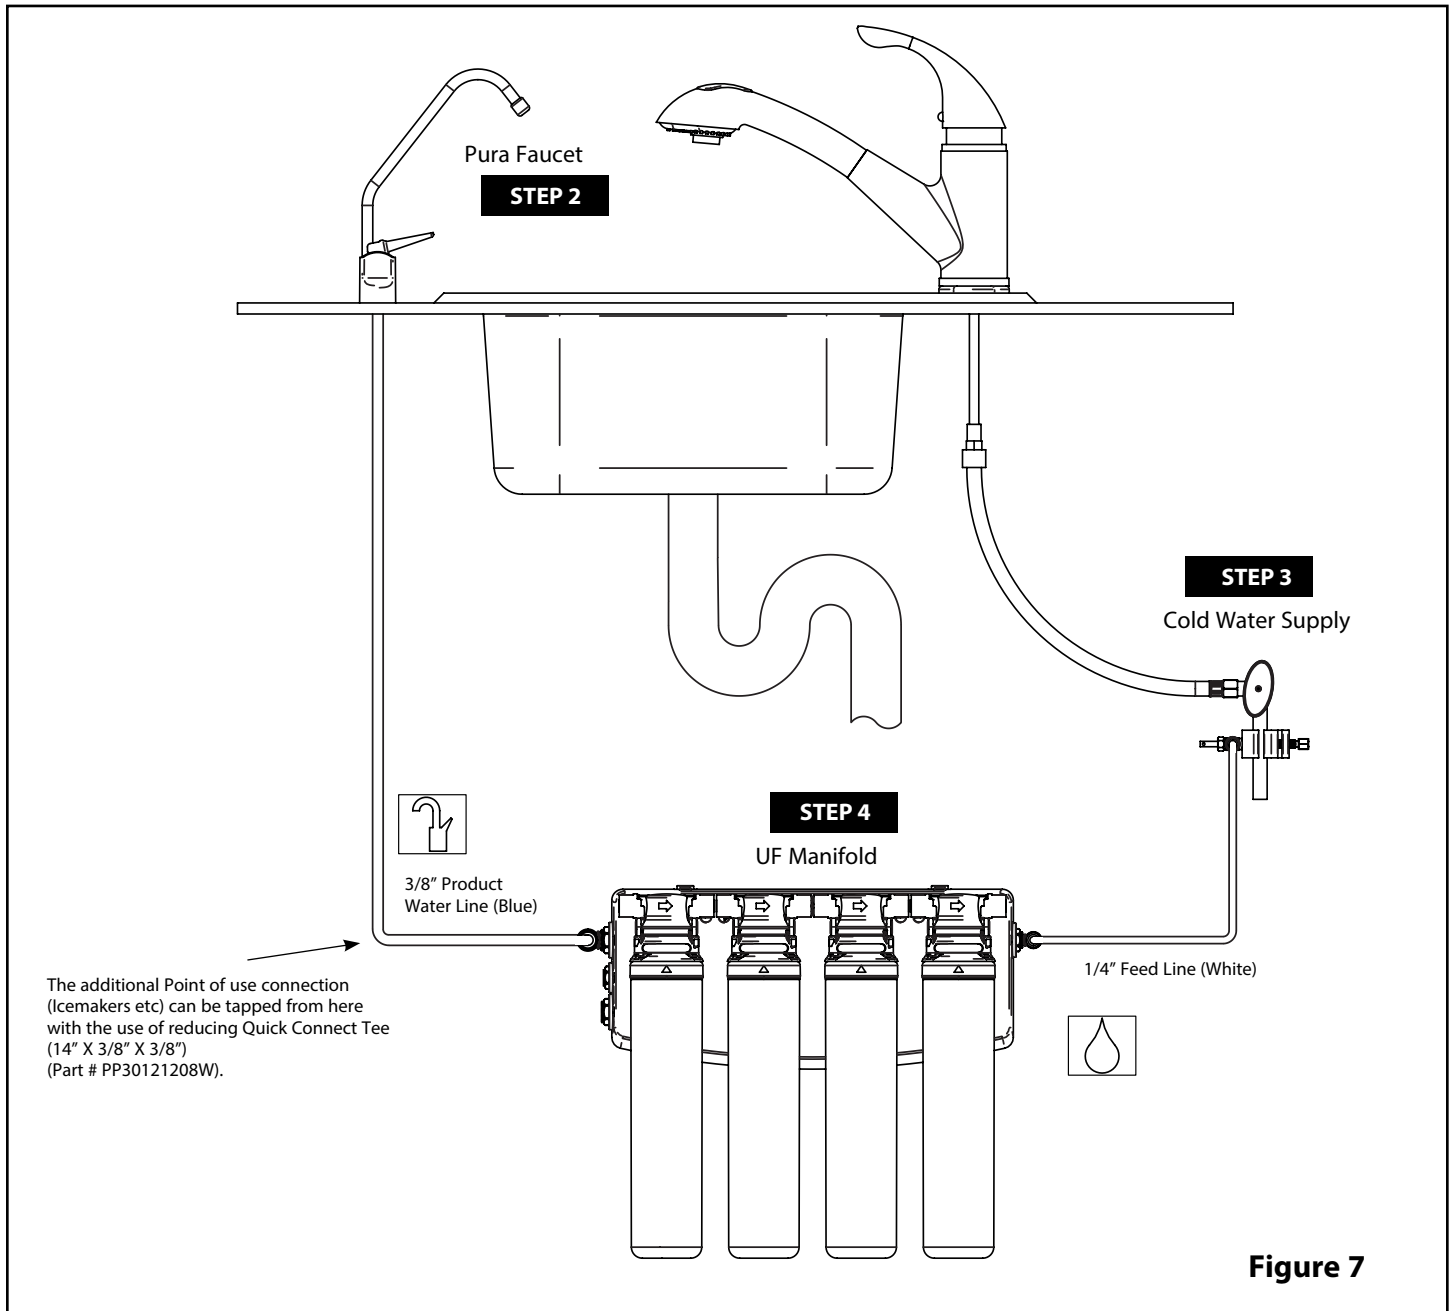 Pura Faucet
STEP 2
STEP 3
Cold Water Supply
STEP 4
UF Manifold
3/8” Product
Water Line (Blue)
1/4” Feed Line (White)
The additional Point of use connection
(Icemakers etc) can be tapped from here
with the use of reducing Quick Connect Tee
(14” X 3/8” X 3/8”)
(Part # PP30121208W).
Figure 7